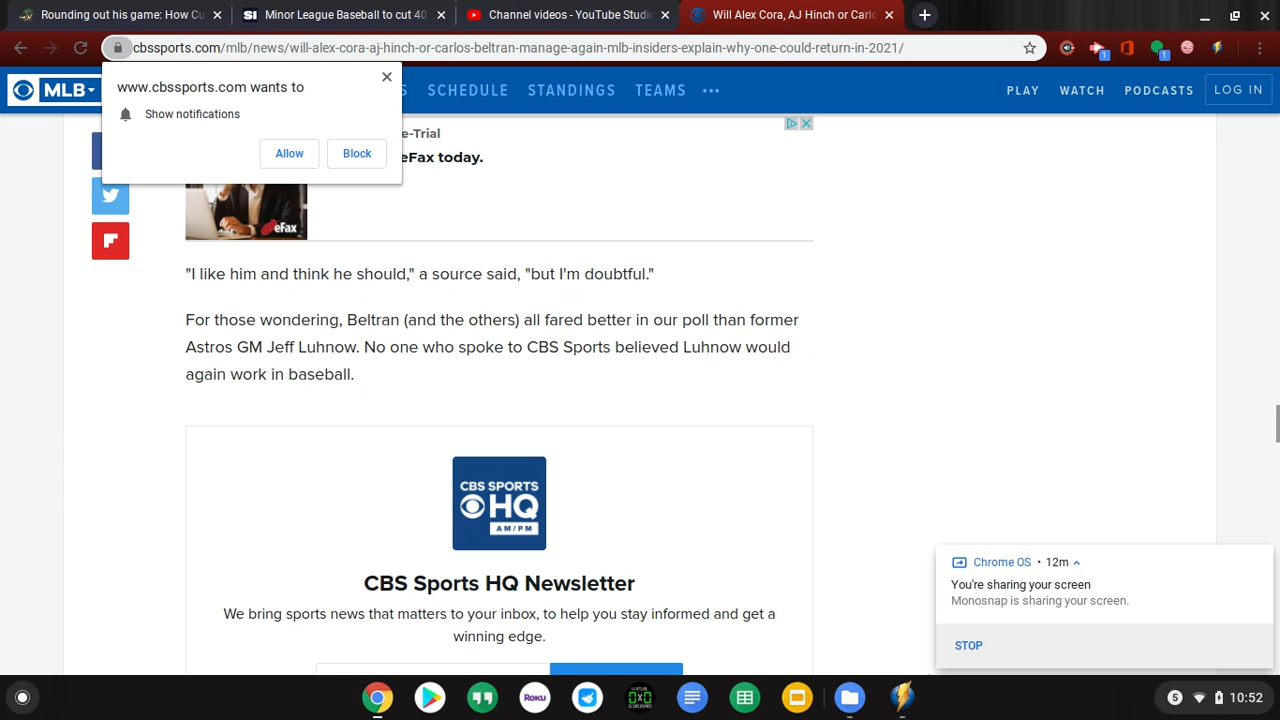 Rounding out his game: How Cu
Minor League Baseball to cut 40
Channel videos - YouTube Studio
Will Alex Cora, AJ Hinch or Carlo
cbssports.com/mlb/news/will-alex-cora-aj-hinch-or-carlos-beltran-manage-again-mlb-insiders-explain-why-one-could-return-in-2021/
1
1
MLB
S
SCHEDULE
STANDINGS
TEAMS
PLAY
WATCH
PODCASTS
LOG IN
www.cbssports.com wants to
Show notifications
Allow
Block
e-Trial
eFax today.
eFax
"I like him and think he should," a source said, "but I'm doubtful."
For those wondering, Beltran (and the others) all fared better in our poll than former
Astros GM Jeff Luhnow. No one who spoke to CBS Sports believed Luhnow would
again work in baseball.
CBS SPORTS
HQ
AM/PM
CBS Sports HQ Newsletter
We bring sports news that matters to your inbox, to help you stay informed and get a
winning edge.
Chrome OS • 12m
You're sharing your screen
Monosnap is sharing your screen.
STOP
Roku
0x0
5
10:52